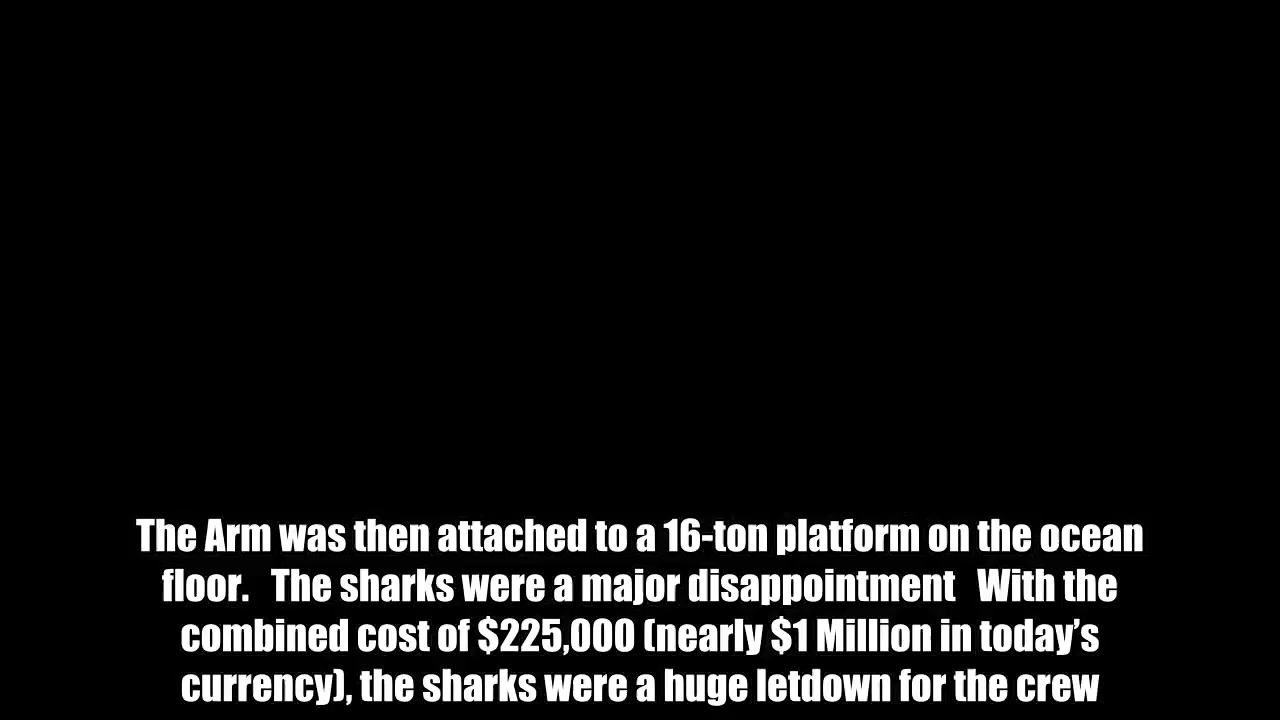 The Arm was then attached to a 16-ton platform on the ocean
floor.   The sharks were a major disappointment   With the
combined cost of $225,000 (nearly $1 Million in today’s
currency), the sharks were a huge letdown for the crew